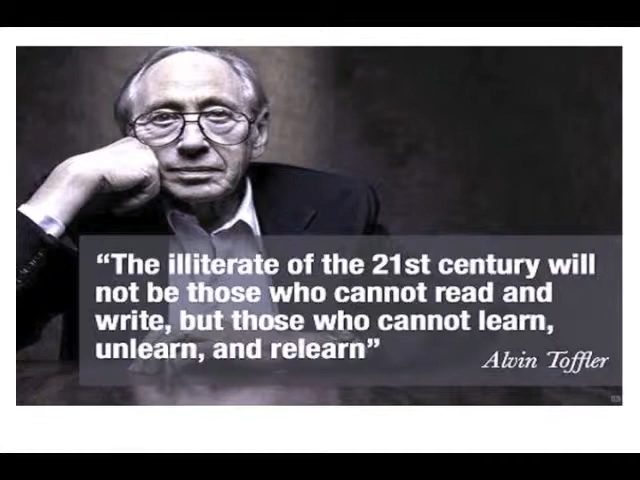 “The illiterate of the 21st century will
not be those who cannot read and
write, but those who cannot learn,
unlearn, and relearn”
Alvin Toffler